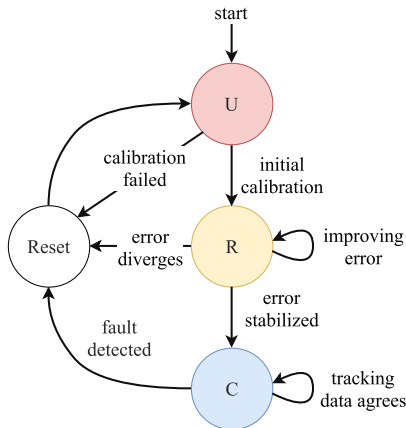 start
U
calibration
failed
initial
calibration
Reset
error
diverges
R
improving
error
error
stabilized
fault
detected
C
tracking
data agrees